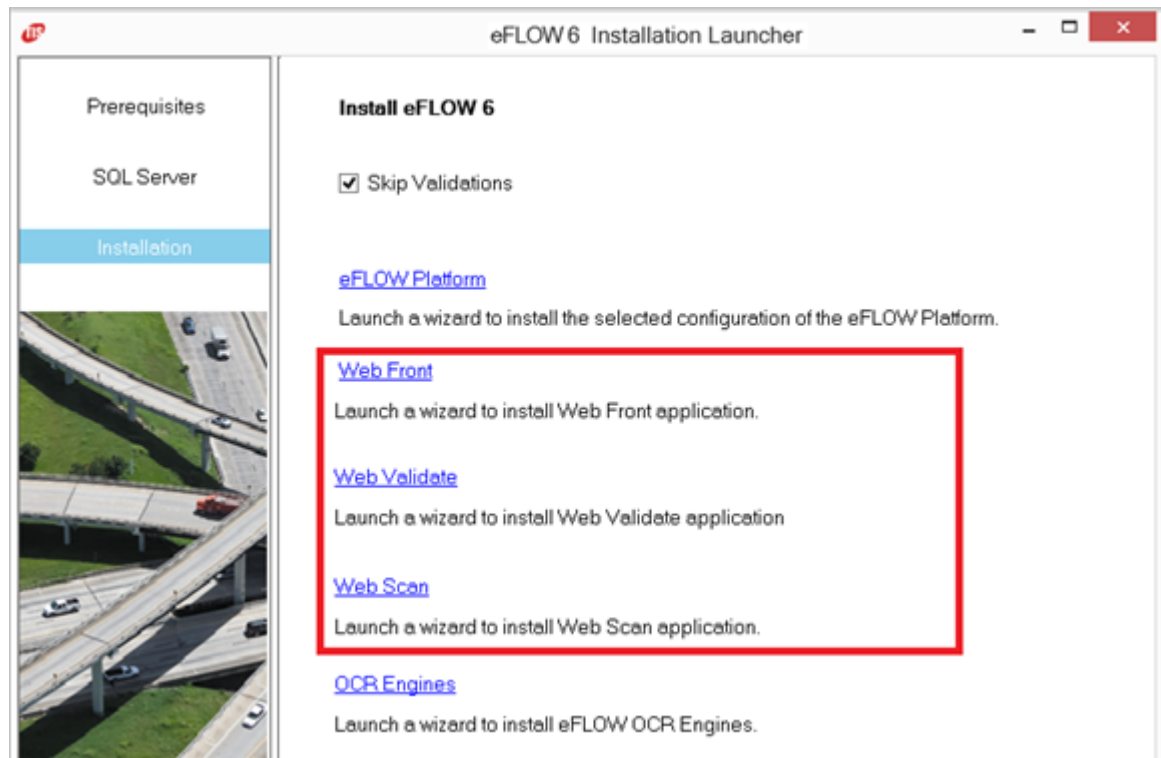 TIS
eFLOW 6 Installation Launcher
Prerequisites
SQL Server
Installation
Install eFLOW 6
Skip Validations
eFLOW Platform
Launch a wizard to install the selected configuration of the eFLOW Platform.
Web Front
Launch a wizard to install Web Front application.
Web Validate
Launch a wizard to install Web Validate application
Web Scan
Launch a wizard to install Web Scan application.
OCR Engines
Launch a wizard to install eFLOW OCR Engines.